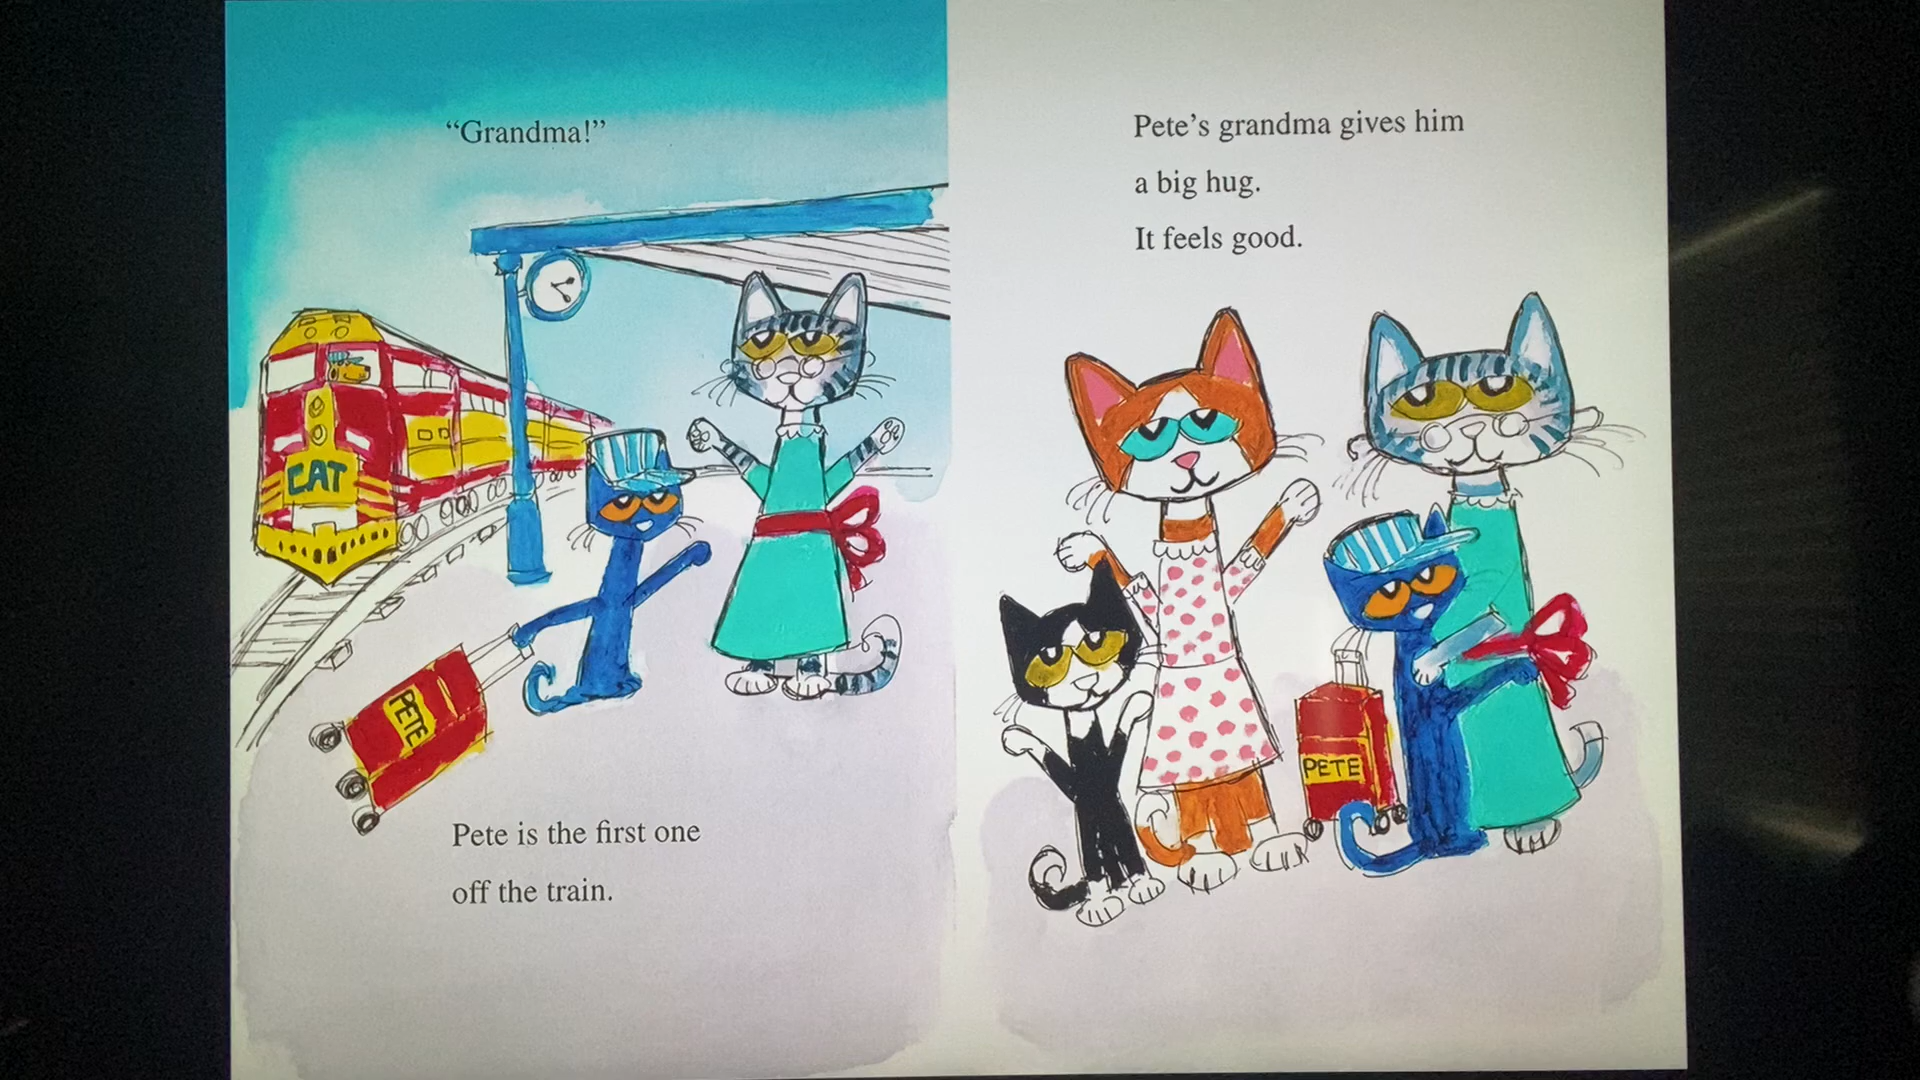 “Grandma!”
CAT
PETE
Pete is the first one
off the train.
Pete’s grandma gives him
a big hug.
It feels good.
PETE